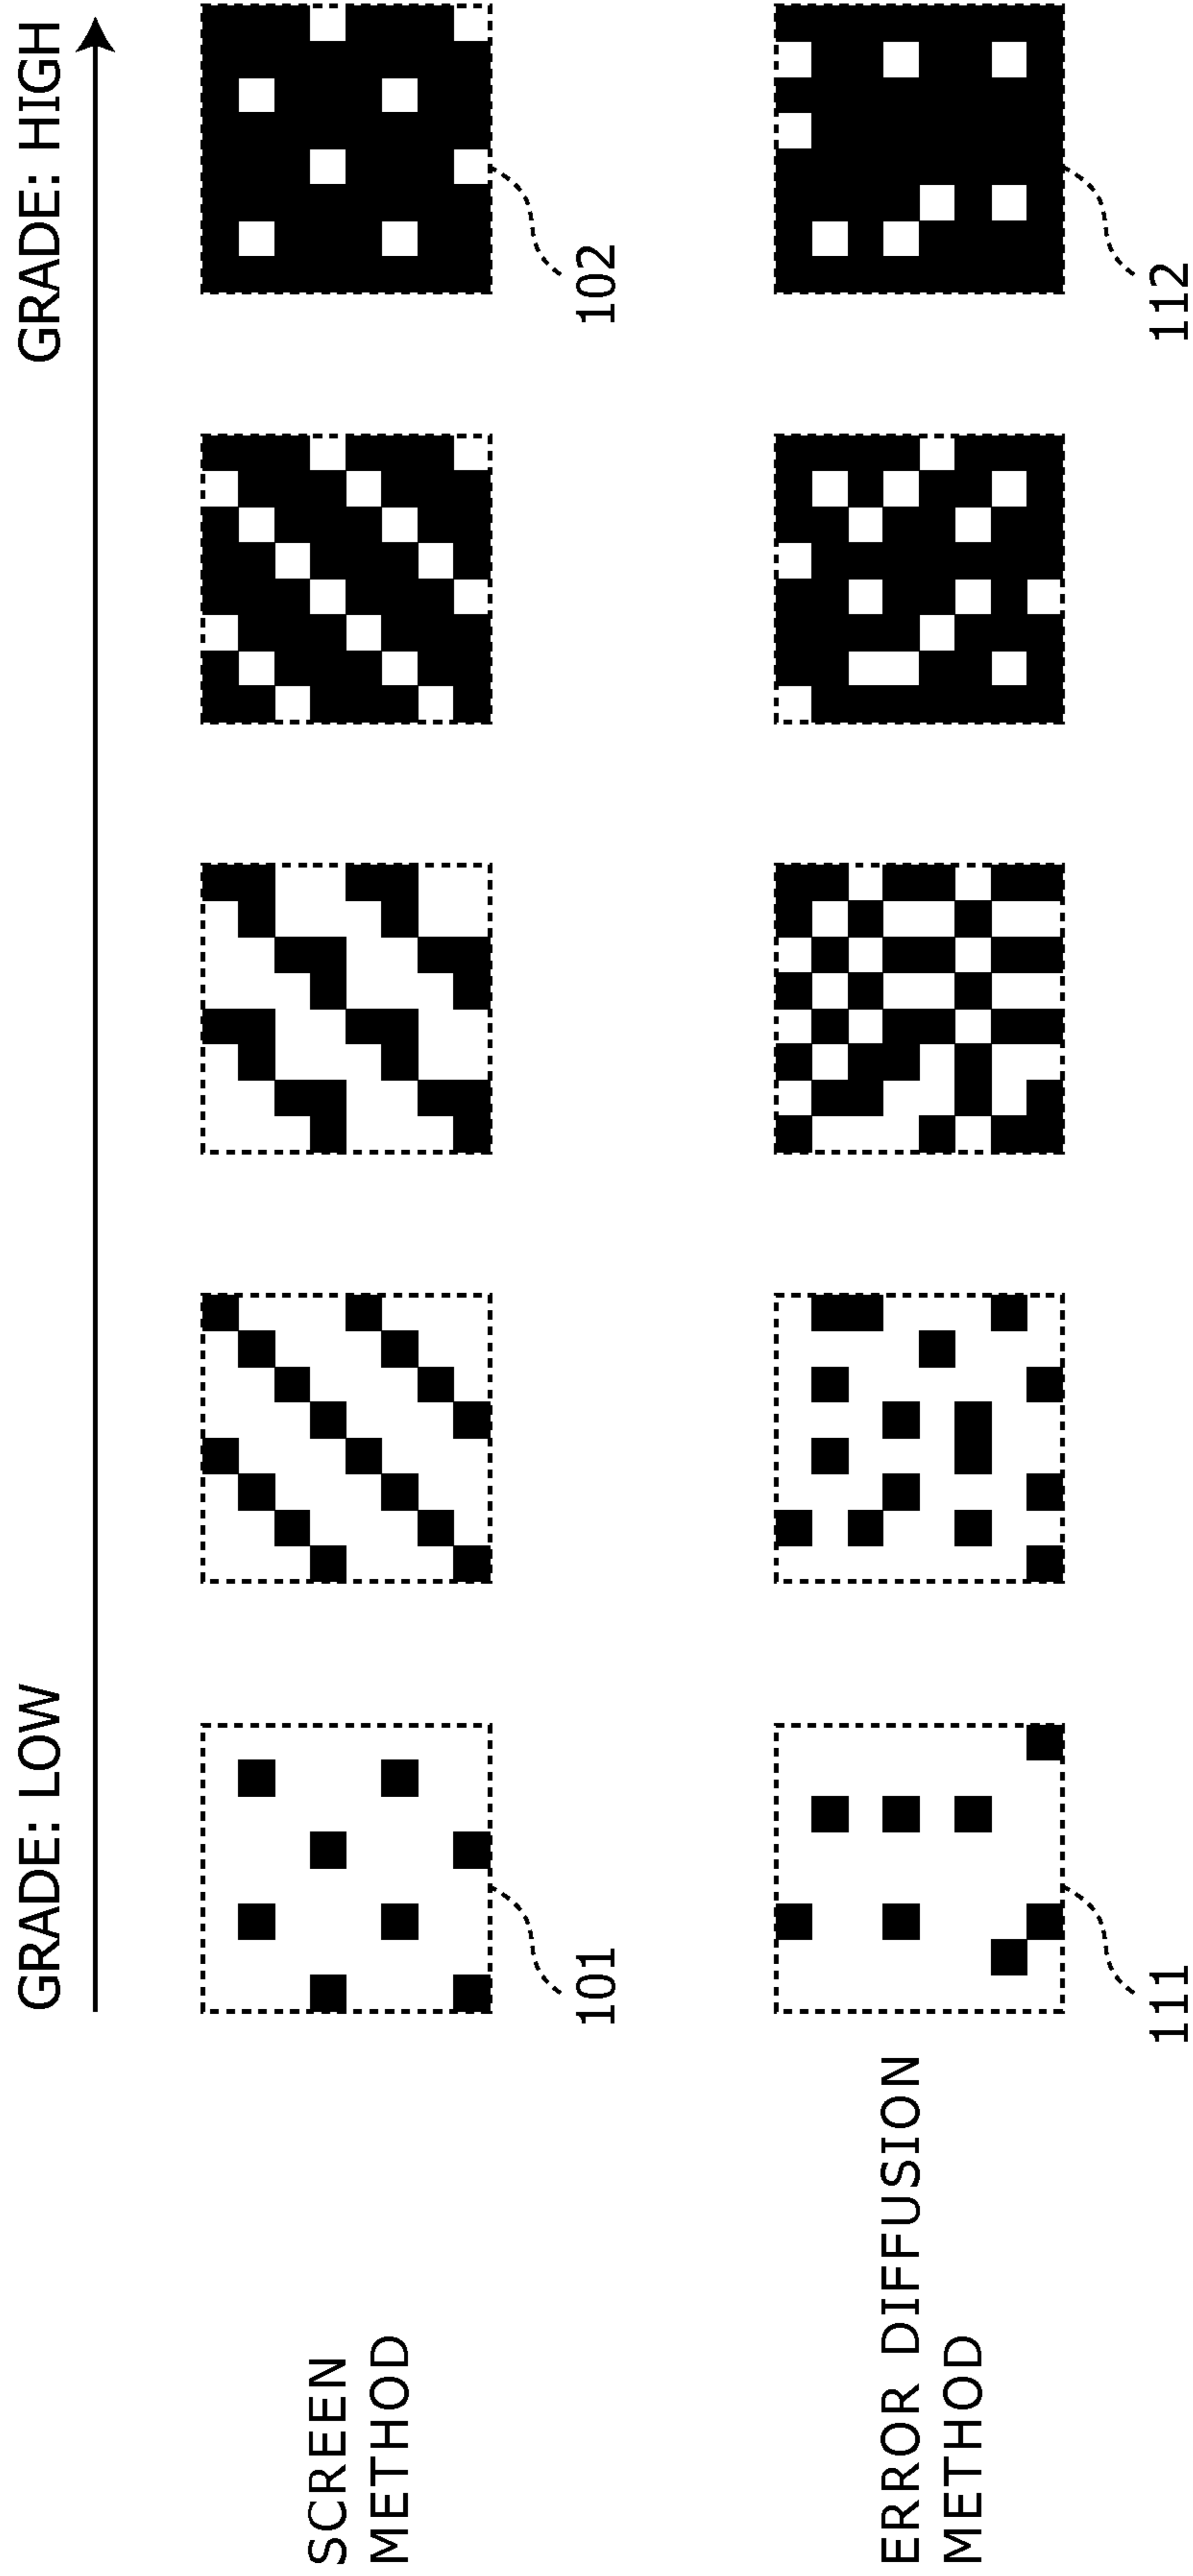 GRADE: LOW
GRADE: HIGH
SCREEN
METHOD
101
102
ERROR DIFFUSION
METHOD
111
112